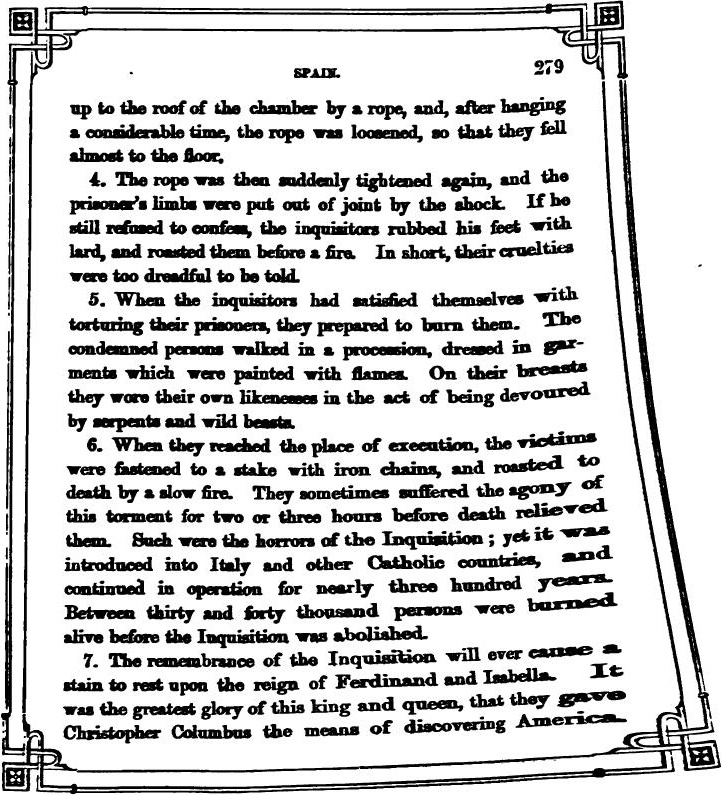 SPAIN. 279
up to the roof of the chamber by a rope, and, after hanging
a considerable time, the rope was loosened, so that they fell
almost to the floor.
4. The rope was then suddenly tightened again, and the
prisoner's limbs were put out of joint by the shock. If he
still refused to confess, the inquisitors rubbed his feet with
lard, and roasted them before a fire. In short, their cruelties
were too dreadful to be told.
5. When the inquisitors had satisfied themselves with
torturing their prisoners, they prepared to burn them. The
condemned persons walked in a procession, dressed in gar-
ments which were painted with flames. On their breasts
they wore their own likenesses in the act of being devoured
by serpents and wild beasts.
6. When they reached the place of execution, the victims
were fastened to a stake with iron chains, and roasted to
death by a slow fire. They sometimes suffered the agony of
this torment for two or three hours before death relieved
them. Such were the horrors of the Inquisition; yet it was
introduced into Italy and other Catholic countries, and
continued in operation for nearly three hundred years.
Between thirty and forty thousand persons were burned
alive before the Inquisition was abolished.
7. The remembrance of the Inquisition will ever cause a
stain to rest upon the reign of Ferdinand and Isabella. It
was the greatest glory of this king and queen, that they gave
Christopher Columbus the means of discovering America.